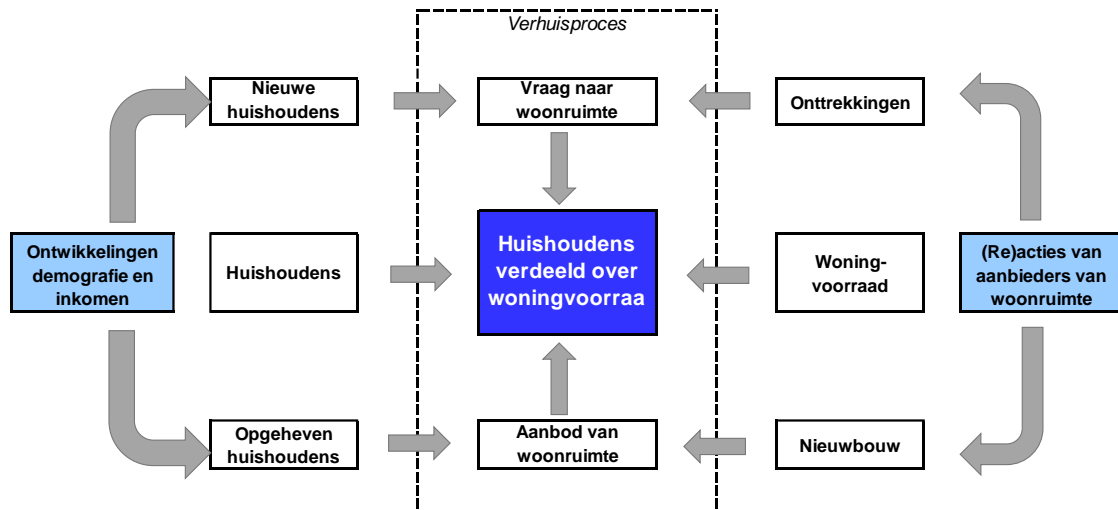 Verhuisproces
Nieuwe
huishoudens
Vraag naar
woonruimte
Onttrekkingen
Ontwikkelingen
demografie en
inkomen
Huishoudens
Huishoudens
verdeeld over
woningvoorraa
Woning-
voorraad
(Re)acties van
aanbieders van
woonruimte
Opgeheven
huishoudens
Aanbod van
woonruimte
Nieuwbouw